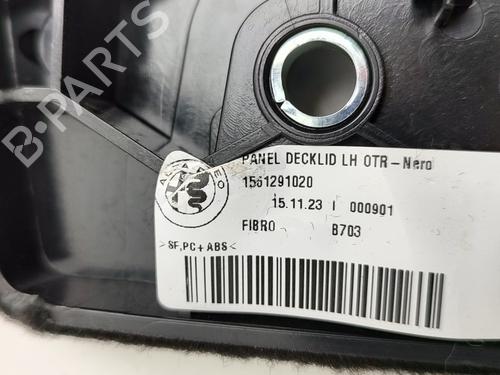 PANEL DECKLID LH OTR-Nero
1561291020
15.11.23 I 000901
FIBRO B703
>SF,PC+ABS<
B-PARTS